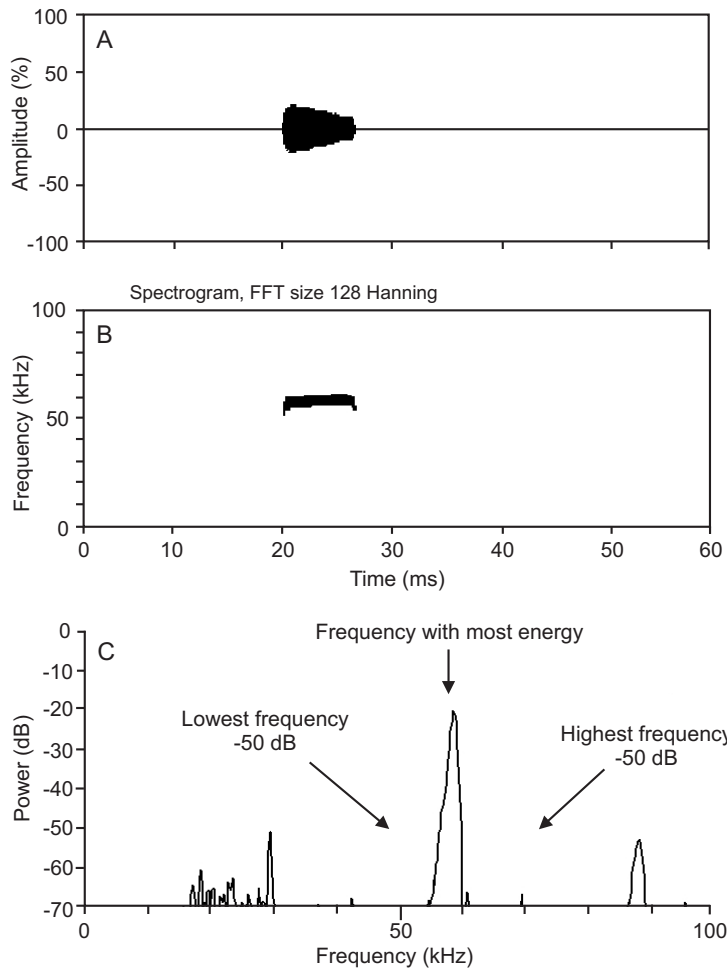 A
100
50
0
-50
-100
Amplitude (%)
Spectrogram, FFT size 128 Hanning
B
100
50
0
Frequency (kHz)
0 10 20 30 40 50 60
Time (ms)
C
Frequency with most energy
Lowest frequency
-50 dB
Highest frequency
-50 dB
0
-10
-20
-30
-40
-50
-60
-70
Power (dB)
0 50 100
Frequency (kHz)